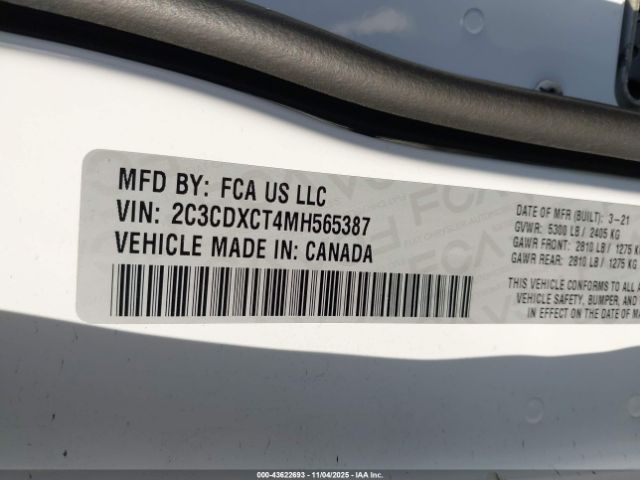 MFD BY: FCA US LLC
VIN: 2C3CDXCT4MH565387
VEHICLE MADE IN: CANADA
DATE OF MFR (BUILT): 3-21
GVWR: 5300 LB / 2405 KG
GAWR FRONT: 2810 LB / 1275 KG
GAWR REAR: 2810 LB / 1275 KG
THIS VEHICLE CONFORMS TO ALL A
VEHICLE SAFETY, BUMPER, AND
IN EFFECT ON THE DATE OF MA
000-43622693 - 11/04/2025 - IAAI.COM